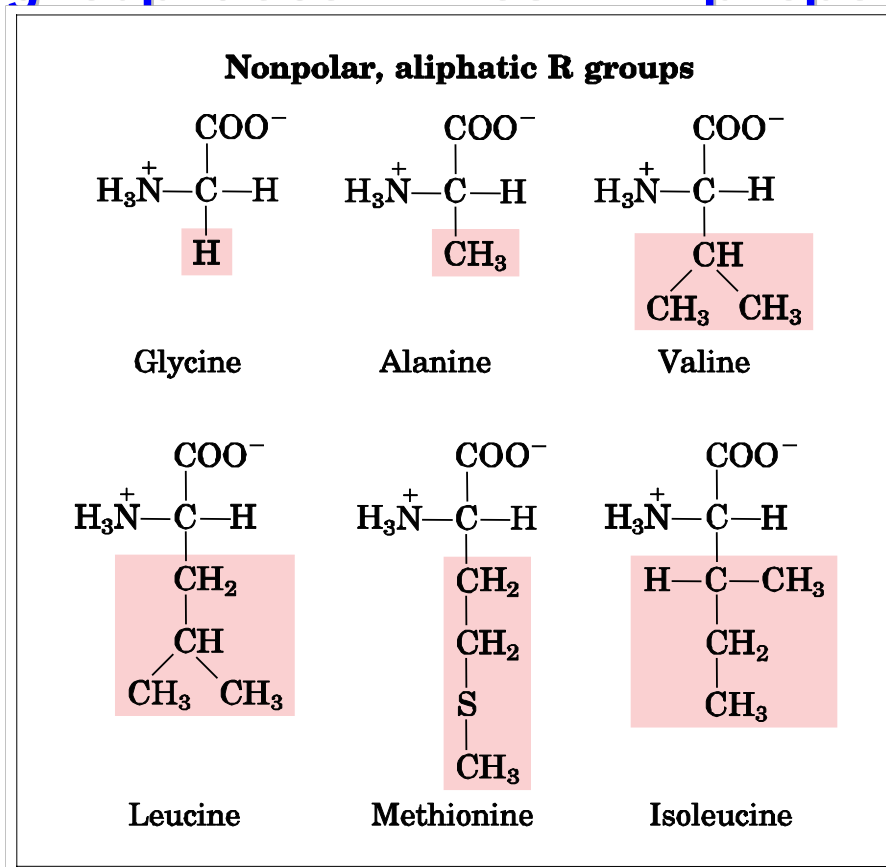 Nonpolar, aliphatic R groups
COO⁻ COO⁻ COO⁻
H₃N⁺—C—H H₃N⁺—C—H H₃N⁺—C—H
H CH₃ CH
CH₃ CH₃
Glycine Alanine Valine
COO⁻ COO⁻ COO⁻
H₃N⁺—C—H H₃N⁺—C—H H₃N⁺—C—H
CH₂ CH₂ H—C—CH₃
CH CH₂ CH₂
CH₃ CH₃ S CH₃
CH₃
Leucine Methionine Isoleucine